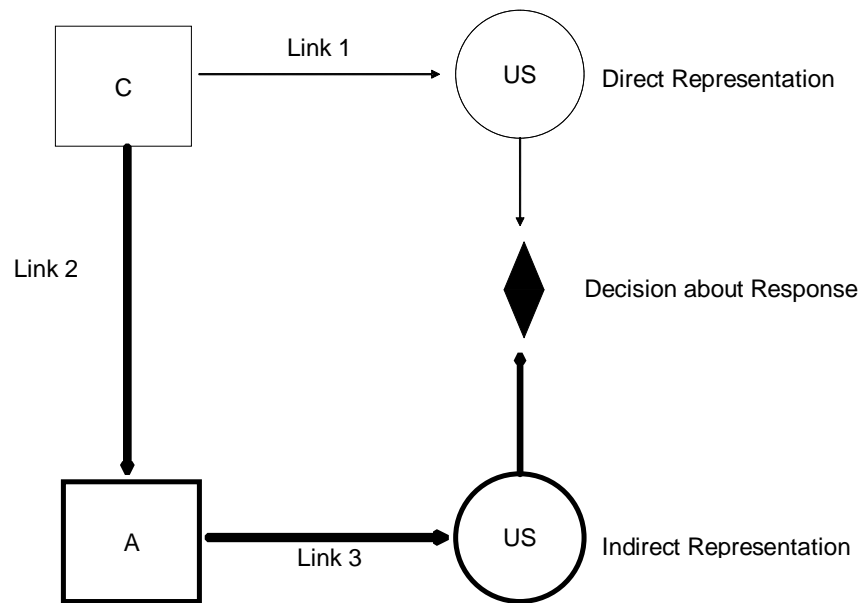 Link 1
C
US
Direct Representation
Link 2
Decision about Response
A
Link 3
US
Indirect Representation